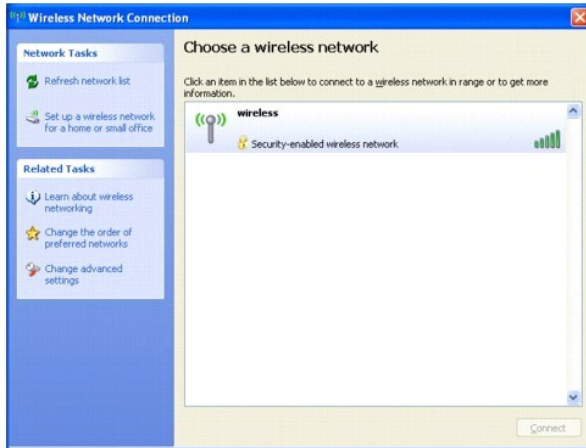 Wireless Network Connection
Network Tasks
Refresh network list
Set up a wireless network
for a home or small office
Related Tasks
Learn about wireless
networking
Change the order of
preferred networks
Change advanced
settings
Choose a wireless network
Click an item in the list below to connect to a wireless network in range or to get more
information.
wireless
Security-enabled wireless network
Connect